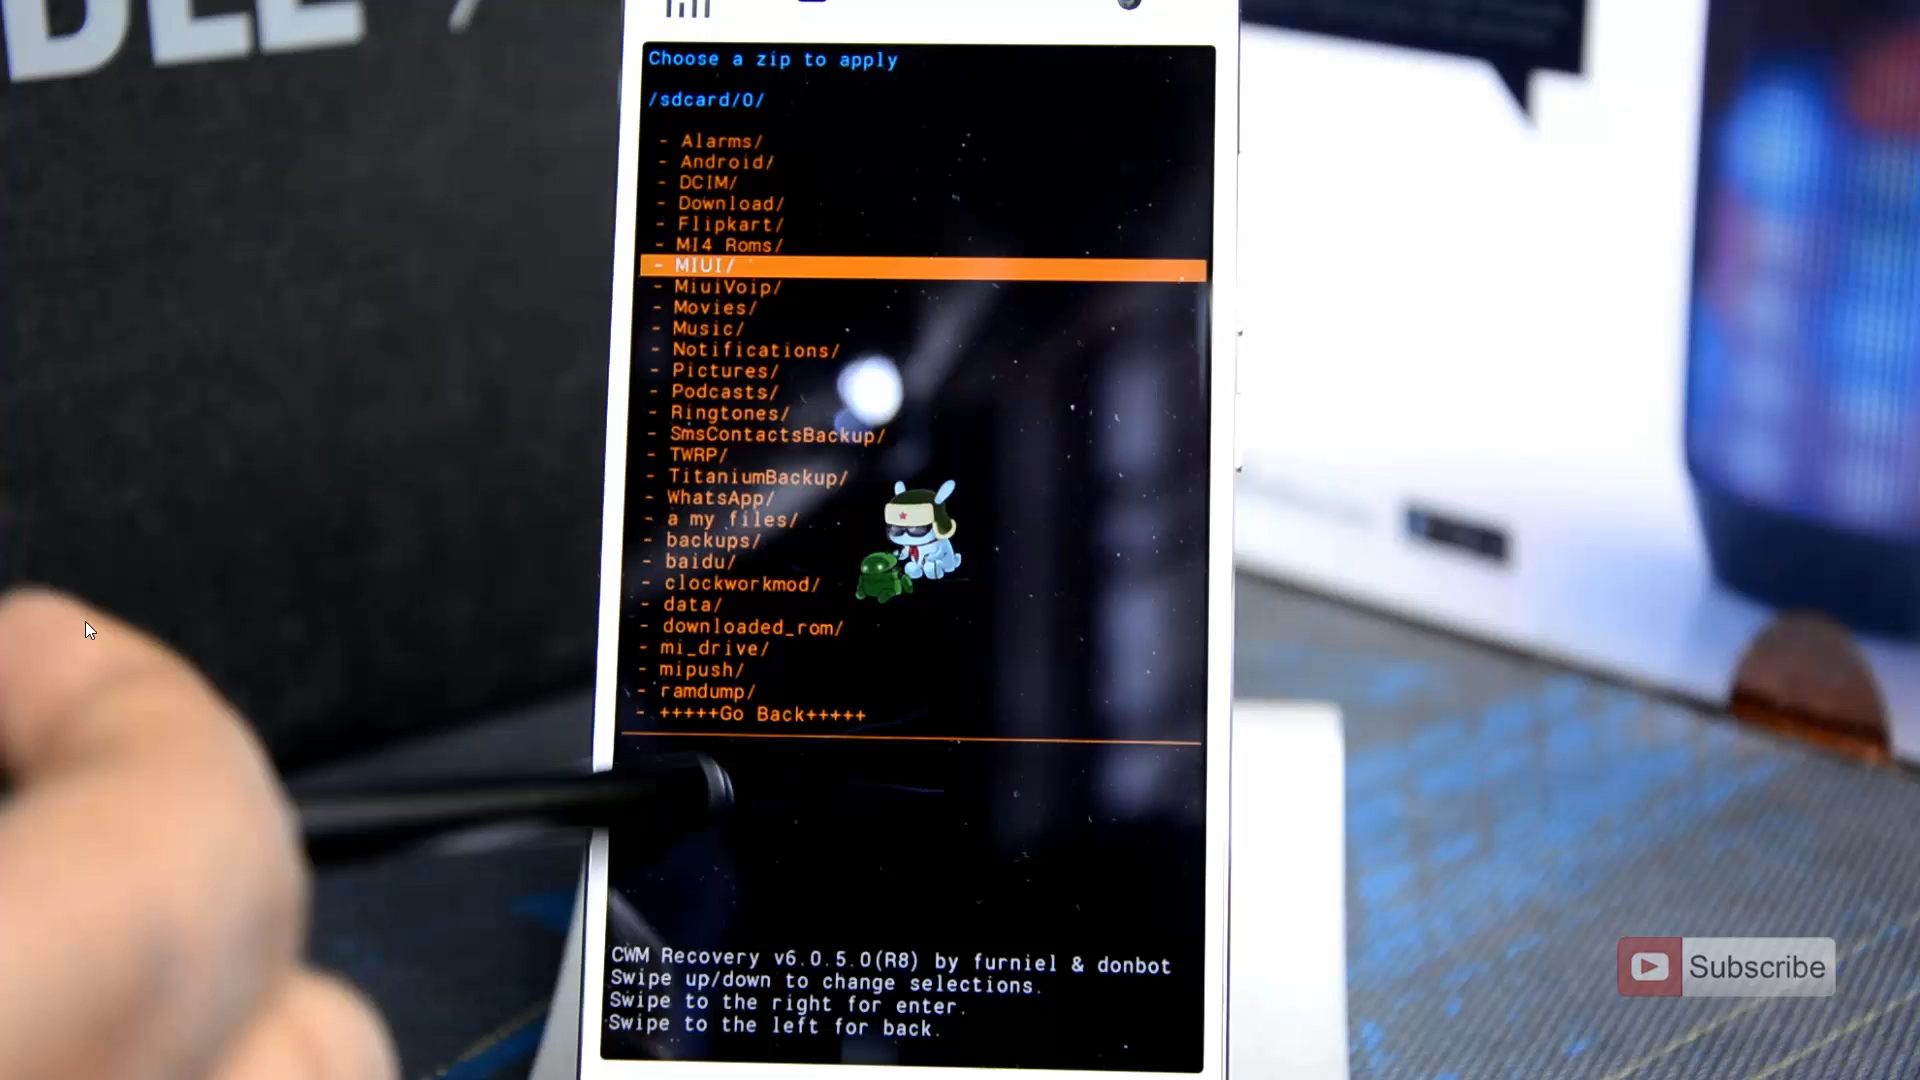 Choose a zip to apply
/sdcard/0/
- Alarms/
- Android/
- DCIM/
- Download/
- Flipkart/
- MI4 Roms/
- MIUI/
- MiuiVoip/
- Movies/
- Music/
- Notifications/
- Pictures/
- Podcasts/
- Ringtones/
- SmsContactsBackup/
- TWRP/
- TitaniumBackup/
- WhatsApp/
- a my files/
- backups/
- baidu/
- clockworkmod/
- data/
- downloaded_rom/
- mi_drive/
- mipush/
- ramdump/
- +++++Go Back+++++
CWM Recovery v6.0.5.0(R8) by furniel & donbot
Swipe up/down to change selections.
Swipe to the right for enter.
Swipe to the left for back.
Subscribe